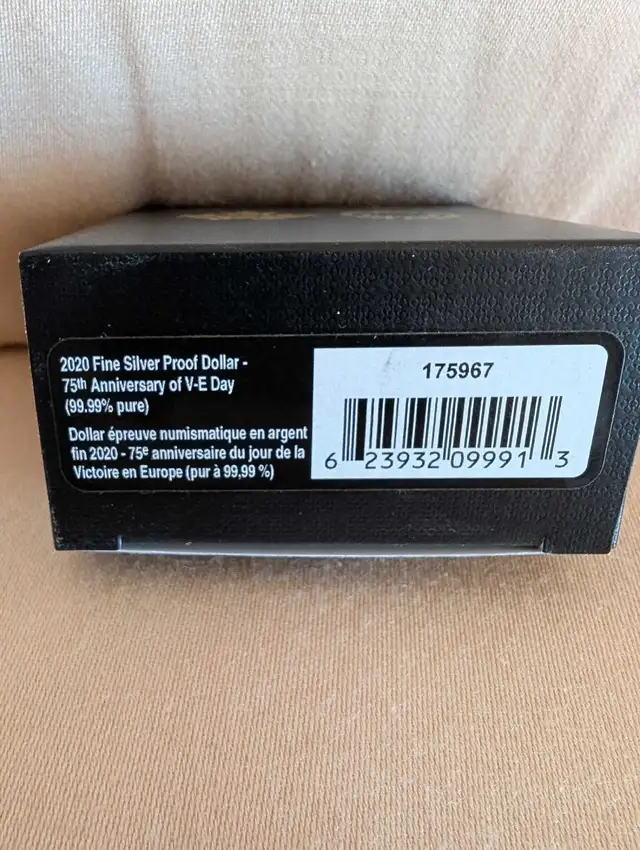 2020 Fine Silver Proof Dollar -
75th Anniversary of V-E Day
(99.99% pure)
Dollar épreuve numismatique en argent
fin 2020 - 75e anniversaire du jour de la
Victoire en Europe (pur à 99,99 %)
175967
6 23932 09991 3